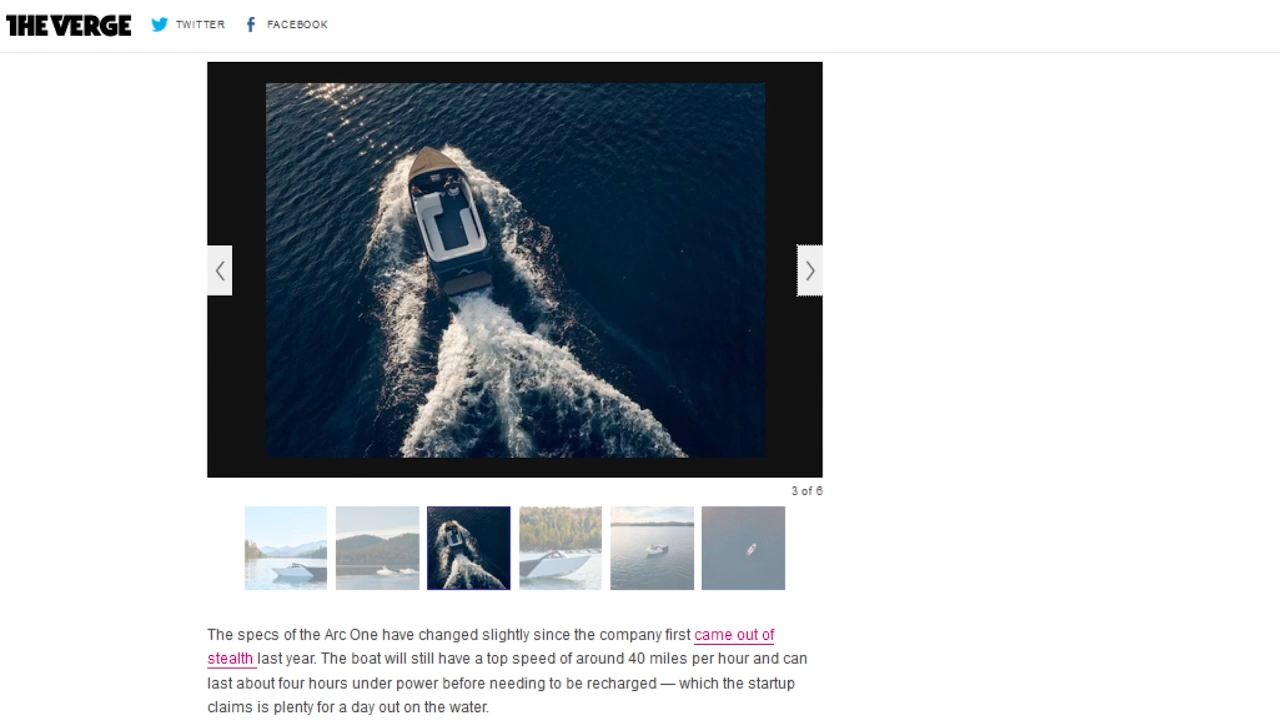 THE VERGE TWITTER FACEBOOK
3 of 6
The specs of the Arc One have changed slightly since the company first came out of
stealth last year. The boat will still have a top speed of around 40 miles per hour and can
last about four hours under power before needing to be recharged — which the startup
claims is plenty for a day out on the water.